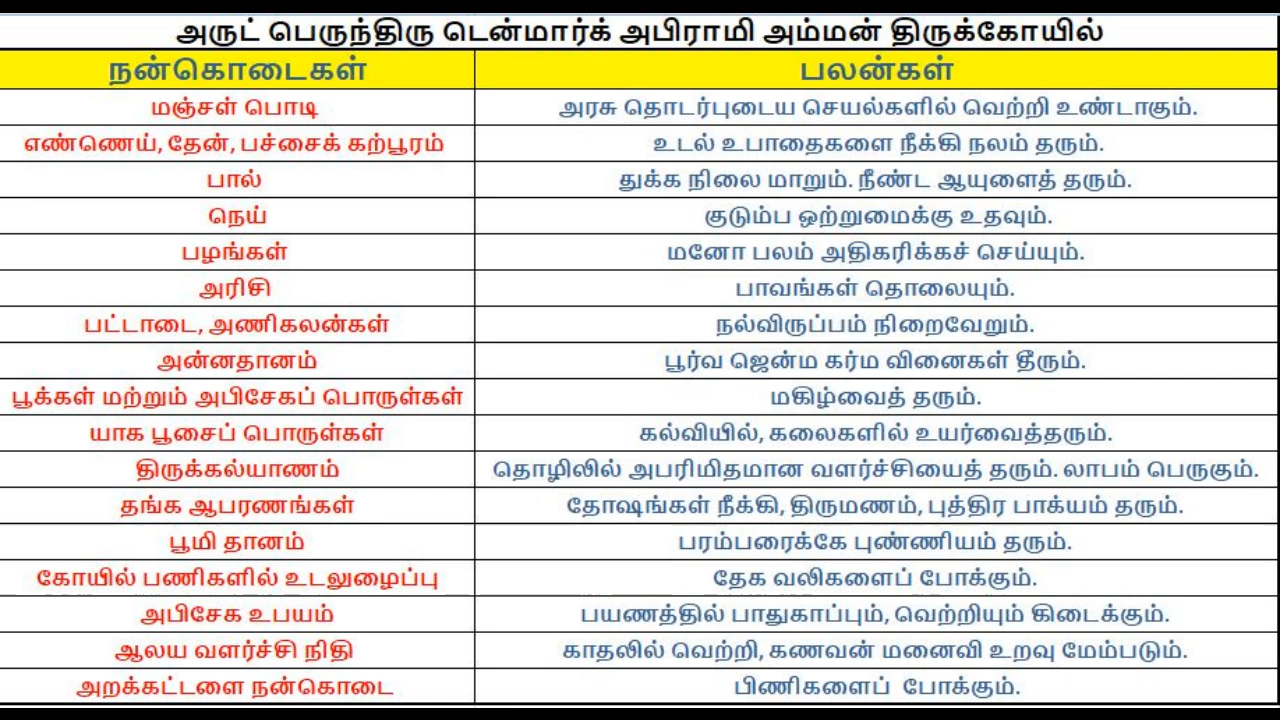 அருட் பெருந்திரு டென்மார்க் அபிராமி அம்மன் திருக்கோயில்
நன்கொடைகள் பலன்கள்
மஞ்சள் பொடி அரசு தொடர்புடைய செயல்களில் வெற்றி உண்டாகும்.
எண்ணெய், தேன், பச்சைக் கற்பூரம் உடல் உபாதைகளை நீக்கி நலம் தரும்.
பால் துக்க நிலை மாறும். நீண்ட ஆயுளைத் தரும்.
நெய் குடும்ப ஒற்றுமைக்கு உதவும்.
பழங்கள் மனோ பலம் அதிகரிக்கச் செய்யும்.
அரிசி பாவங்கள் தொலையும்.
பட்டாடை, அணிகலன்கள் நல்விருப்பம் நிறைவேறும்.
அன்னதானம் பூர்வ ஜென்ம கர்ம வினைகள் தீரும்.
பூக்கள் மற்றும் அபிசேகப் பொருள்கள் மகிழ்வைத் தரும்.
யாக பூசைப் பொருள்கள் கல்வியில், கலைகளில் உயர்வைத்தரும்.
திருக்கல்யாணம் தொழிலில் அபரிமிதமான வளர்ச்சியைத் தரும். லாபம் பெருகும்.
தங்க ஆபரணங்கள் தோஷங்கள் நீக்கி, திருமணம், புத்திர பாக்யம் தரும்.
பூமி தானம் பரம்பரைக்கே புண்ணியம் தரும்.
கோயில் பணிகளில் உடலுழைப்பு தேக வலிகளைப் போக்கும்.
அபிசேக உபயம் பயணத்தில் பாதுகாப்பும், வெற்றியும் கிடைக்கும்.
ஆலய வளர்ச்சி நிதி காதலில் வெற்றி, கணவன் மனைவி உறவு மேம்படும்.
அறக்கட்டளை நன்கொடை பிணிகளைப் போக்கும்.